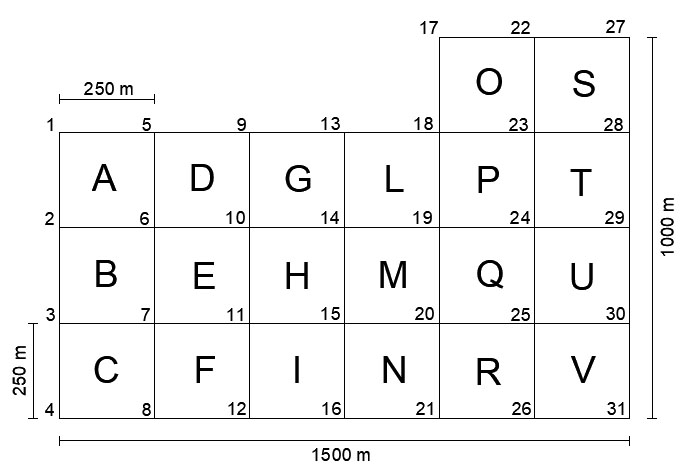 17 22 27
250 m O S
1 5 9 13 18 23 28
A D G L P T
2 6 10 14 19 24 29
1000 m
B E H M Q U
3 7 11 15 20 25 30
250 m C F I N R V
4 8 12 16 21 26 31
1500 m